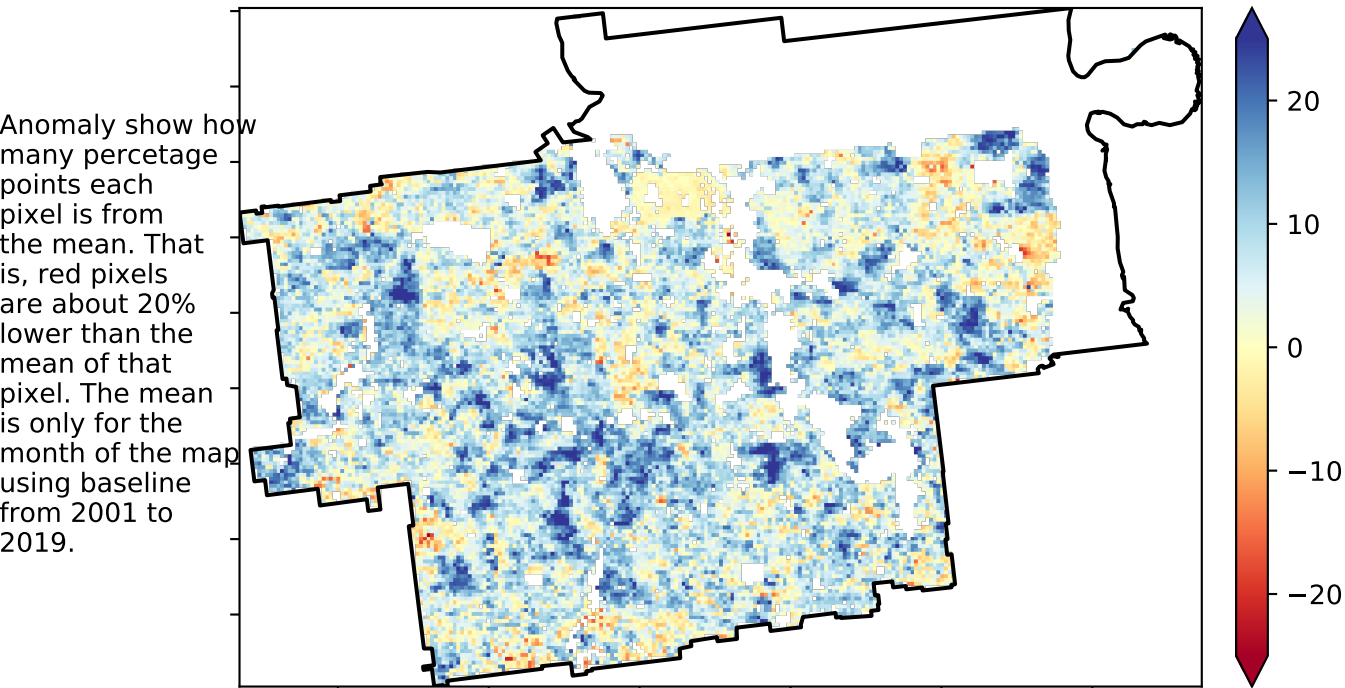 Anomaly show how
many percetage
points each
pixel is from
the mean. That
is, red pixels
are about 20%
lower than the
mean of that
pixel. The mean
is only for the
month of the map
using baseline
from 2001 to
2019.
20
10
0
−10
−20